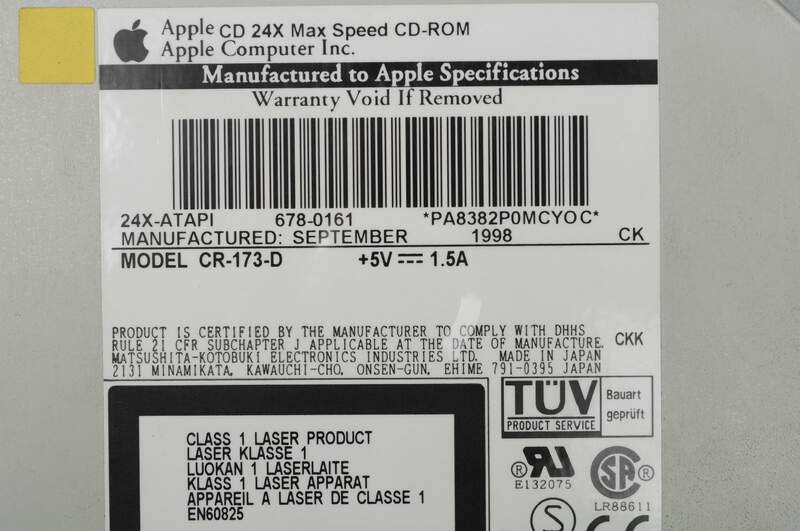 Apple CD 24X Max Speed CD-ROM
Apple Computer Inc.
Manufactured to Apple Specifications
Warranty Void If Removed
24X-ATAPI 678-0161 *PA8382P0MCYOC*
MANUFACTURED: SEPTEMBER 1998 CK
MODEL CR-173-D +5V 1.5A
PRODUCT IS CERTIFIED BY THE MANUFACTURER TO COMPLY WITH DHHS
RULE 21 CFR SUBCHAPTER J APPLICABLE AT THE DATE OF MANUFACTURE.
MATSUSHITA-KOTOBUKI ELECTRONICS INDUSTRIES LTD. MADE IN JAPAN
2131 MINAMIKATA, KAWAUCHI-CHO, ONSEN-GUN, EHIME 791-0395 JAPAN
CKK
TÜV
PRODUCT SERVICE
Bauart
geprüft
CLASS 1 LASER PRODUCT
LASER KLASSE 1
LUOKAN 1 LASERLAITE
KLASS 1 LASER APPARAT
APPAREIL A LASER DE CLASSE 1
EN60825
® RU
E132075
SA ®
LR88611
S
CE